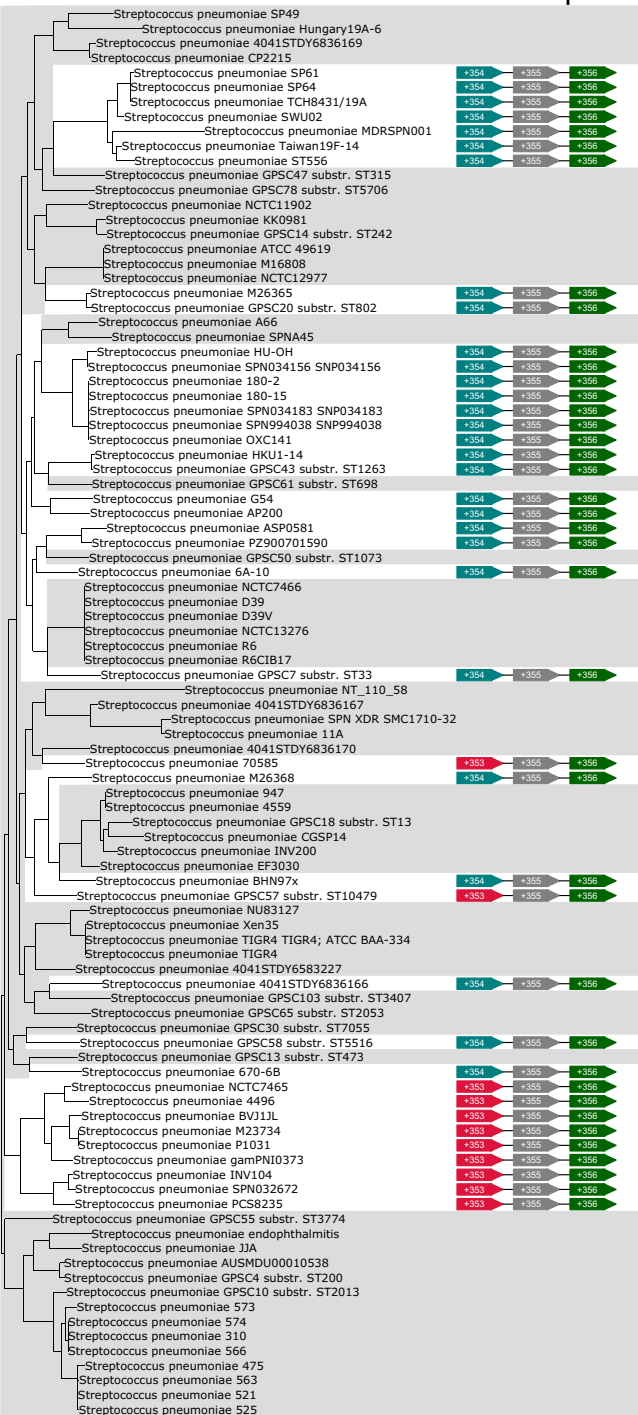 Streptococcus pneumoniae SP49
Streptococcus pneumoniae Hungary19A-6
Streptococcus pneumoniae 4041STDY6836169
Streptococcus pneumoniae CP2215
Streptococcus pneumoniae SP61 +354 +355 +356
Streptococcus pneumoniae SP64 +354 +355 +356
Streptococcus pneumoniae TCH8431/19A +354 +355 +356
Streptococcus pneumoniae SWU02 +354 +355 +356
Streptococcus pneumoniae MDRSPN001 +354 +355 +356
Streptococcus pneumoniae Taiwan19F-14 +354 +355 +356
Streptococcus pneumoniae ST556 +354 +355 +356
Streptococcus pneumoniae GPSC47 substr. ST315
Streptococcus pneumoniae GPSC78 substr. ST5706
Streptococcus pneumoniae NCTC11902
Streptococcus pneumoniae KK0981
Streptococcus pneumoniae GPSC14 substr. ST242
Streptococcus pneumoniae ATCC 49619
Streptococcus pneumoniae M16808
Streptococcus pneumoniae NCTC12977
Streptococcus pneumoniae M26365 +354 +355 +356
Streptococcus pneumoniae GPSC20 substr. ST802 +354 +355 +356
Streptococcus pneumoniae A66
Streptococcus pneumoniae SPNA45
Streptococcus pneumoniae HU-OH +354 +355 +356
Streptococcus pneumoniae SPN034156 SNP034156 +354 +355 +356
Streptococcus pneumoniae 180-2 +354 +355 +356
Streptococcus pneumoniae 180-15 +354 +355 +356
Streptococcus pneumoniae SPN034183 SNP034183 +354 +355 +356
Streptococcus pneumoniae SPN994038 SNP994038 +354 +355 +356
Streptococcus pneumoniae OXC141 +354 +355 +356
Streptococcus pneumoniae HKU1-14 +354 +355 +356
Streptococcus pneumoniae GPSC43 substr. ST1263 +354 +355 +356
Streptococcus pneumoniae GPSC61 substr. ST698
Streptococcus pneumoniae G54 +354 +355 +356
Streptococcus pneumoniae AP200 +354 +355 +356
Streptococcus pneumoniae ASP0581 +354 +355 +356
Streptococcus pneumoniae PZ900701590 +354 +355 +356
Streptococcus pneumoniae GPSC50 substr. ST1073
Streptococcus pneumoniae 6A-10 +354 +355 +356
Streptococcus pneumoniae NCTC7466
Streptococcus pneumoniae D39
Streptococcus pneumoniae D39V
Streptococcus pneumoniae NCTC13276
Streptococcus pneumoniae R6
Streptococcus pneumoniae R6CIB17
Streptococcus pneumoniae GPSC7 substr. ST33 +354 +355 +356
Streptococcus pneumoniae NT_110_58
Streptococcus pneumoniae 4041STDY6836167
Streptococcus pneumoniae SPN XDR SMC1710-32
Streptococcus pneumoniae 11A
Streptococcus pneumoniae 4041STDY6836170
Streptococcus pneumoniae 70585 +353 +355 +356
Streptococcus pneumoniae M26368 +354 +355 +356
Streptococcus pneumoniae 947
Streptococcus pneumoniae 4559
Streptococcus pneumoniae GPSC18 substr. ST13
Streptococcus pneumoniae CGSP14
Streptococcus pneumoniae INV200
Streptococcus pneumoniae EF3030
Streptococcus pneumoniae BHN97x +354 +355 +356
Streptococcus pneumoniae GPSC57 substr. ST10479 +353 +355 +356
Streptococcus pneumoniae NU83127
Streptococcus pneumoniae Xen35
Streptococcus pneumoniae TIGR4 TIGR4; ATCC BAA-334
Streptococcus pneumoniae TIGR4
Streptococcus pneumoniae 4041STDY6583227
Streptococcus pneumoniae 4041STDY6836166 +354 +355 +356
Streptococcus pneumoniae GPSC103 substr. ST3407
Streptococcus pneumoniae GPSC65 substr. ST2053
Streptococcus pneumoniae GPSC30 substr. ST7055
Streptococcus pneumoniae GPSC58 substr. ST5516 +354 +355 +356
Streptococcus pneumoniae GPSC13 substr. ST473
Streptococcus pneumoniae 670-6B +354 +355 +356
Streptococcus pneumoniae NCTC7465 +353 +355 +356
Streptococcus pneumoniae 4496 +353 +355 +356
Streptococcus pneumoniae BVJ1JL +353 +355 +356
Streptococcus pneumoniae M23734 +353 +355 +356
Streptococcus pneumoniae P1031 +353 +355 +356
Streptococcus pneumoniae gamPNI0373 +353 +355 +356
Streptococcus pneumoniae INV104 +353 +355 +356
Streptococcus pneumoniae SPN032672 +353 +355 +356
Streptococcus pneumoniae PCS8235 +353 +355 +356
Streptococcus pneumoniae GPSC55 substr. ST3774
Streptococcus pneumoniae endophthalmitis
Streptococcus pneumoniae JJA
Streptococcus pneumoniae AUSMDU00010538
Streptococcus pneumoniae GPSC4 substr. ST200
Streptococcus pneumoniae GPSC10 substr. ST2013
Streptococcus pneumoniae 573
Streptococcus pneumoniae 574
Streptococcus pneumoniae 310
Streptococcus pneumoniae 566
Streptococcus pneumoniae 475
Streptococcus pneumoniae 563
Streptococcus pneumoniae 521
Streptococcus pneumoniae 525